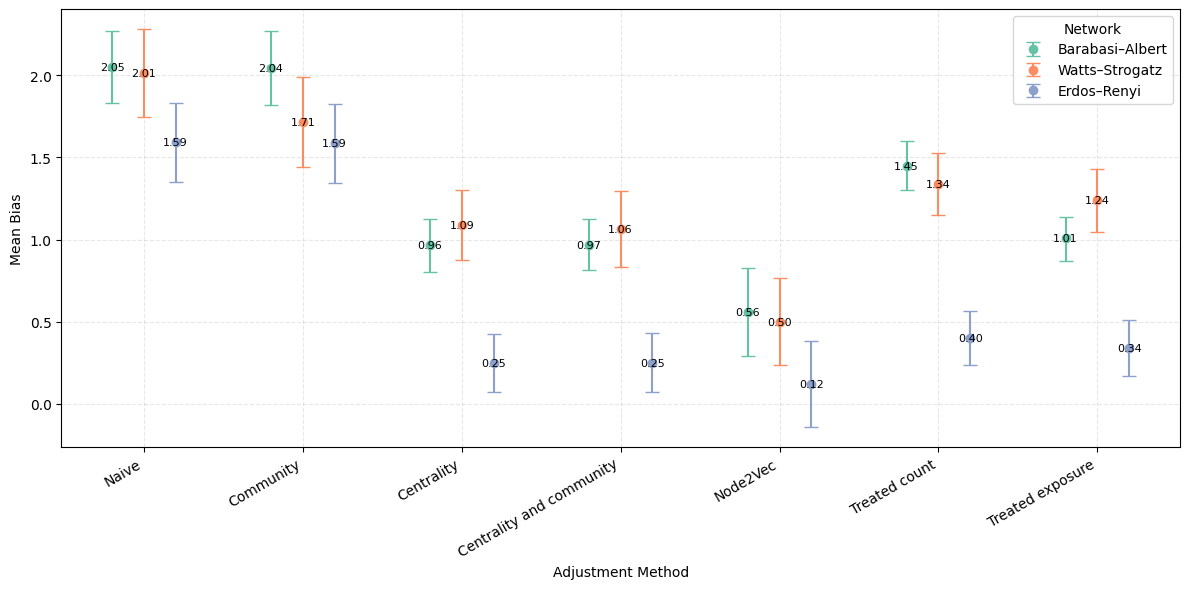 Network
Barabasi–Albert
Watts–Strogatz
Erdos–Renyi
Mean Bias
2.0
1.5
1.0
0.5
0.0
2.05
2.01
1.59
2.04
1.71
1.59
0.96
1.09
0.25
0.97
1.06
0.25
0.56
0.50
0.12
1.45
1.34
0.40
1.01
1.24
0.34
Naive
Community
Centrality
Centrality and community
Node2Vec
Treated count
Treated exposure
Adjustment Method